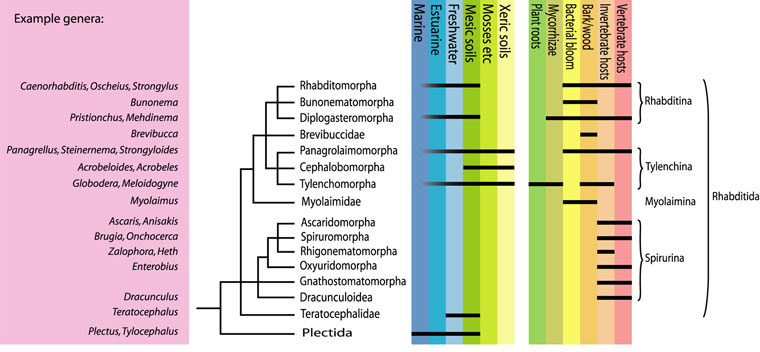 Example genera:
Marine
Estuarine
Freshwater
Mesic soils
Mosses etc
Xeric soils
Plant roots
Mycorrhizae
Bacterial bloom
Bark/wood
Invertebrate hosts
Vertebrate hosts
Caenorhabditis, Oscheius, Strongylus Rhabditomorpha
Bunonema Bunonematomorpha Rhabditina
Pristionchus, Mehdinema Diplogasteromorpha
Brevibucca Brevibuccidae
Panagrellus, Steinernema, Strongyloides Panagrolaimomorpha
Acrobeloides, Acrobeles Cephalobomorpha Tylenchina
Globodera, Meloidogyne Tylenchomorpha
Myolaimus Myolaimidae Myolaimina
Rhabditida
Ascaris, Anisakis Ascaridomorpha
Brugia, Onchocerca Spiruromorpha
Zalophora, Heth Rhigonematomorpha Spirurina
Enterobius Oxyuridomorpha
Gnathostomatomorpha
Dracunculus Dracunculoidea
Teratocephalus Teratocephalidae
Plectus, Tylocephalus Plectida